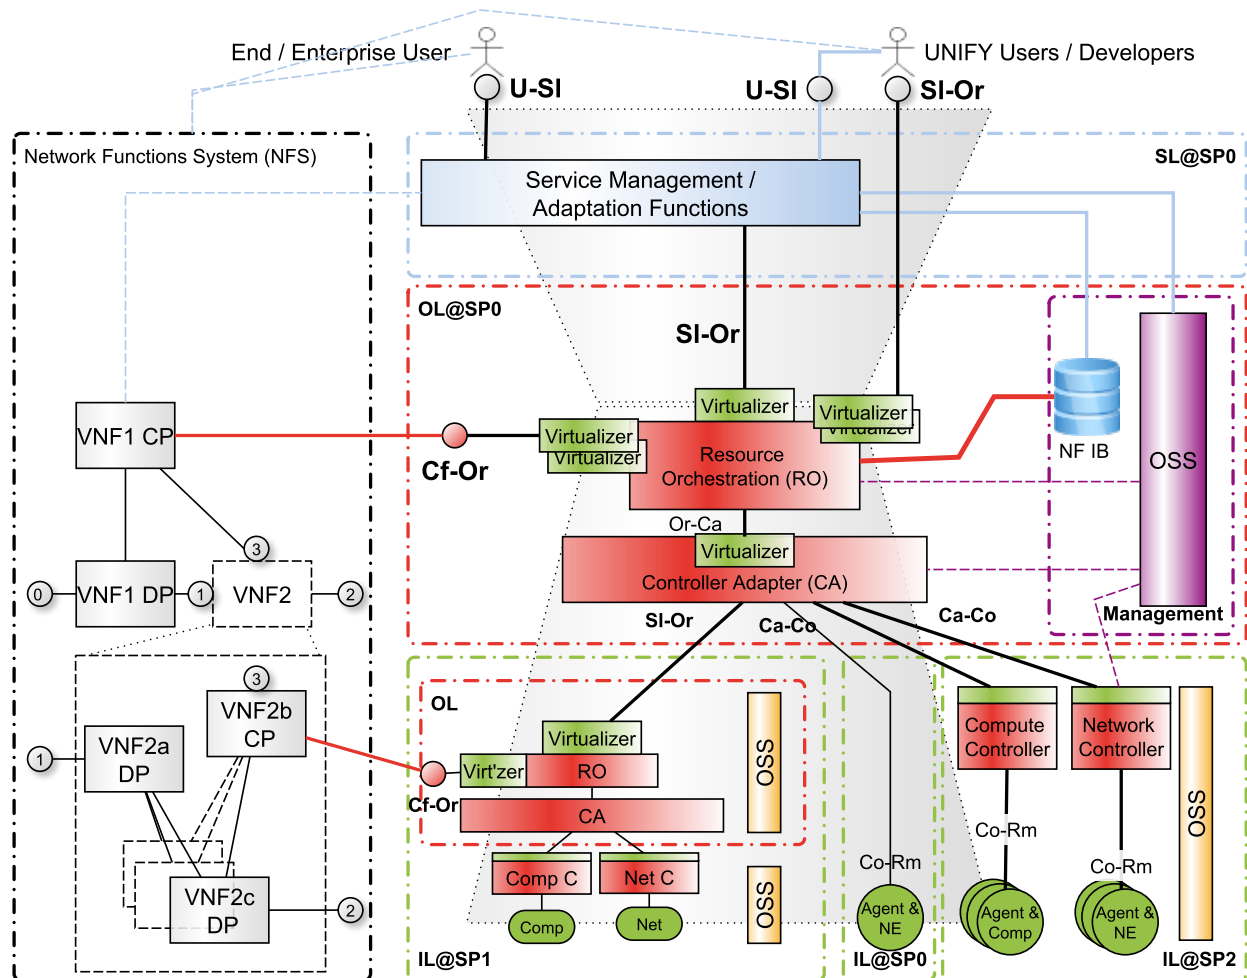 End / Enterprise User
UNIFY Users / Developers
U-Sl
U-Sl
Sl-Or
Network Functions System (NFS)
SL@SP0
Service Management /
Adaptation Functions
OL@SP0
Sl-Or
Virtualizer
Virtualizer
Virtualizer
VNF1 CP
Cf-Or
Virtualizer
Virtualizer
Resource
Orchestration (RO)
NF IB
OSS
Or-Ca
3
Virtualizer
Controller Adapter (CA)
0
VNF1 DP
1
VNF2
2
Management
Sl-Or
Ca-Co
Ca-Co
3
VNF2b
CP
OL
VNF2a
DP
1
Virtualizer
Virt'zer
RO
Cf-Or
CA
OSS
Compute
Controller
Network
Controller
OSS
Co-Rm
Co-Rm
Co-Rm
Comp C
Net C
OSS
VNF2c
DP
2
Comp
Net
Agent &
NE
Agent &
Comp
Agent &
NE
IL@SP1
IL@SP0
IL@SP2